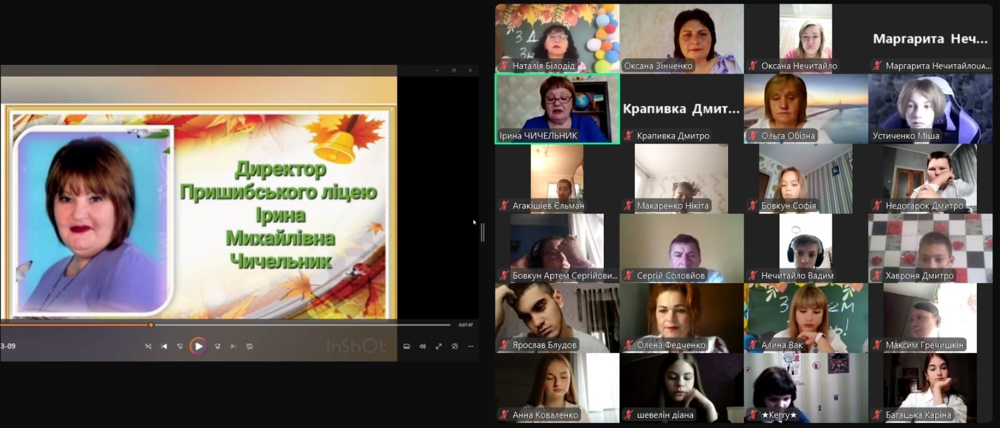 Директор
Пришибського ліцею
Ірина
Михайлівна
Чичельник
0:07:47
3-09
InShOt
З Д
Наталія Білодід
Оксана Зінченко
Оксана Нечитайло
Маргарита Неч...
Маргарита НечитайлоUA...
Ірина ЧИЧЕЛЬНИК
Крапивка Дмит...
Крапивка Дмитро
Ольга Обізна
Устиченко Міша
Агакішієв Єльман
Макаренко Нікіта
Бовкун Софія
Недогарок Дмитро
Бовкун Артем Сергійови...
Сергій Соловйов
Нечитайло Вадим
Хавроня Дмитро
Ярослав Блудов
Олена Федченко
Алина Вак
Максим Гречишкін
Анна Коваленко
шевелін діана
★Kerry★
Багацька Каріна